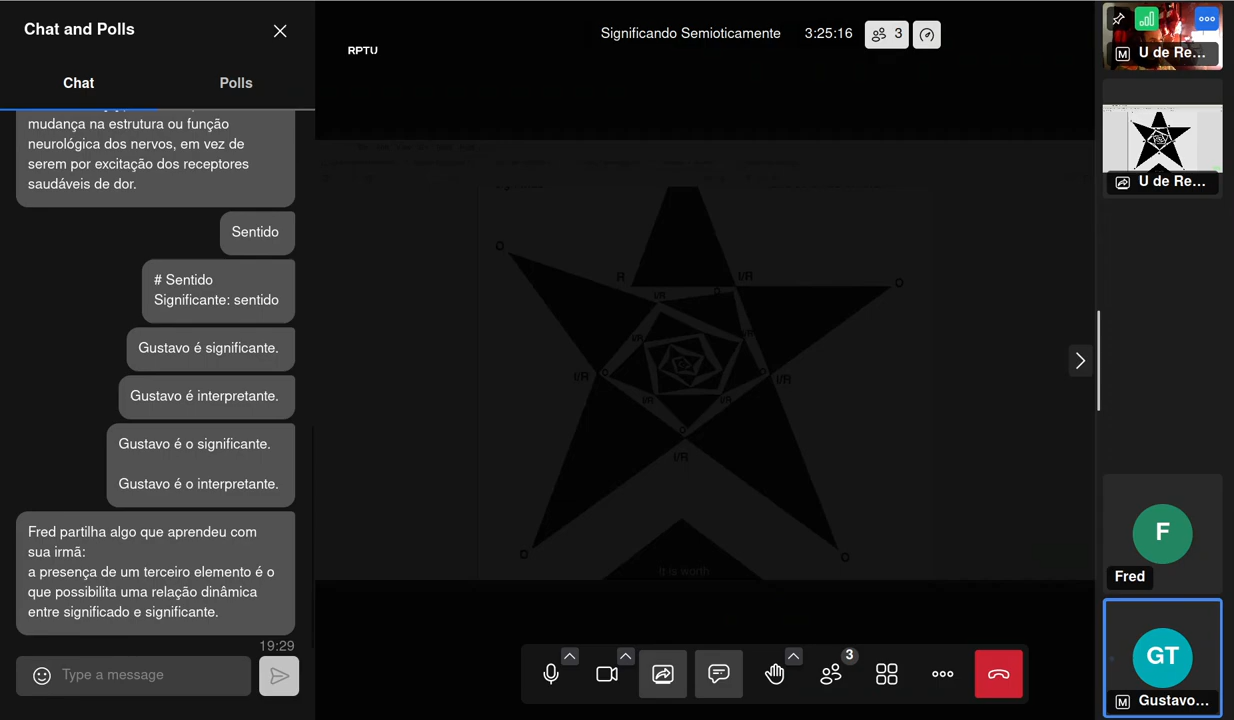 Chat and Polls
Chat
Polls
mudança na estrutura ou função
neurológica dos nervos, em vez de
serem por excitação dos receptores
saudáveis de dor.
Sentido
# Sentido
Significante: sentido
Gustavo é significante.
Gustavo é interpretante.
Gustavo é o significante.
Gustavo é o interpretante.
Fred partilha algo que aprendeu com
sua irmã:
a presença de um terceiro elemento é o
que possibilita uma relação dinâmica
entre significado e significante.
19:29
Type a message
RPTU
Significando Semioticamente
3:25:16
3
O
R
I/R
O
I/R
O
I/R
I/R
I/R
O
O
I/R
I/R
I/R
O
I/R
O
O
It is worth
3
M
U de Re...
U de Re...
F
Fred
GT
M
Gustavo...